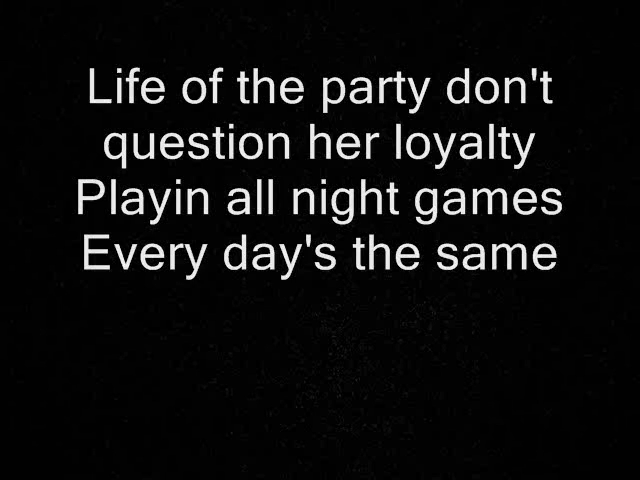 Life of the party don't
question her loyalty
Playin all night games
Every day's the same